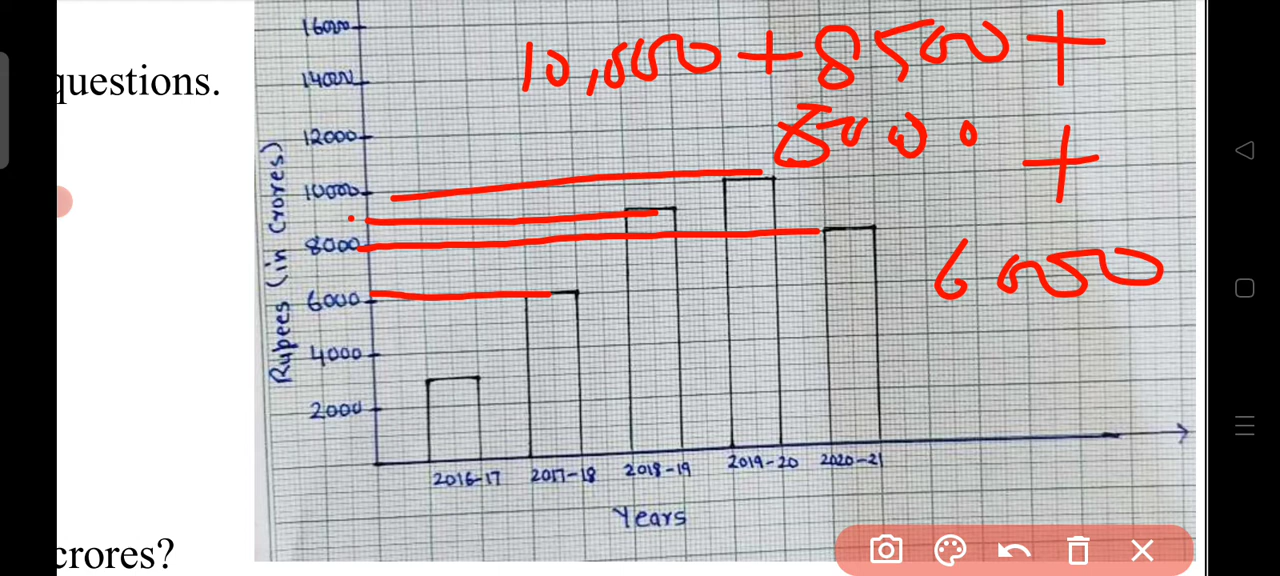 16000
10,000 + 8500 +
questions.
14000
12000
8000
+
10000
8000
6000
6000
4000
2000
Rupees (in crores)
2016-17 2017-18 2018-19 2019-20 2020-21
Years
crores?